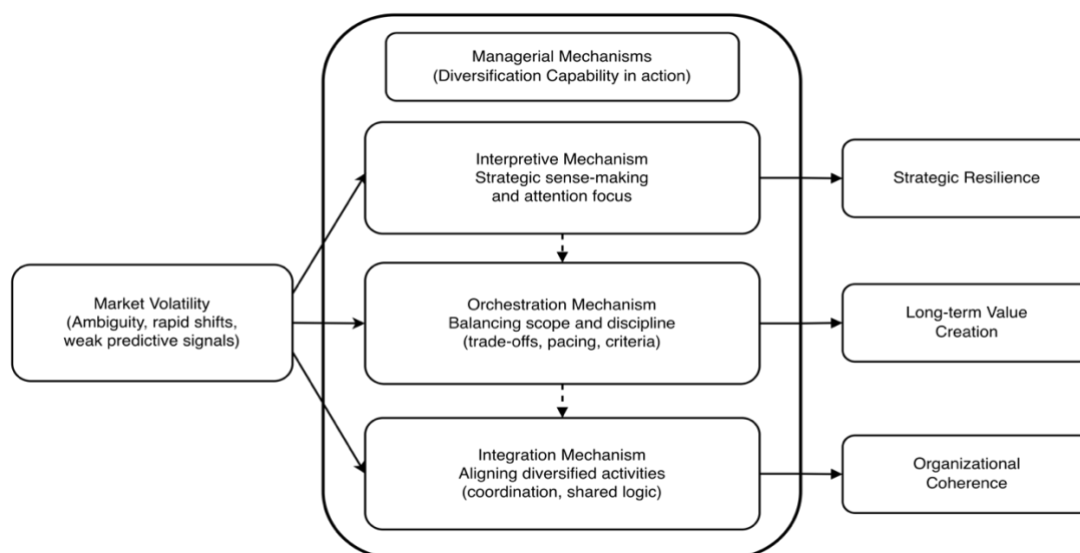 Managerial Mechanisms
(Diversification Capability in action)
Interpretive Mechanism
Strategic sense-making
and attention focus
Strategic Resilience
Market Volatility
(Ambiguity, rapid shifts,
weak predictive signals)
Orchestration Mechanism
Balancing scope and discipline
(trade-offs, pacing, criteria)
Long-term Value
Creation
Integration Mechanism
Aligning diversified activities
(coordination, shared logic)
Organizational
Coherence